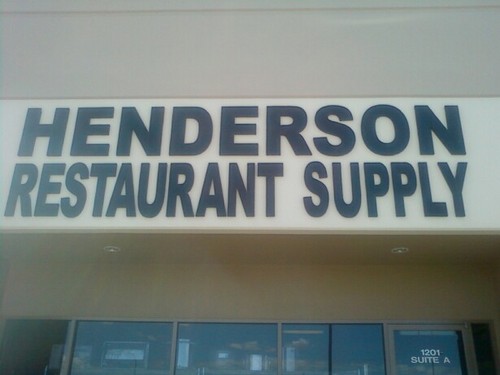 HENDERSON
RESTAURANT SUPPLY
1201
SUITE A